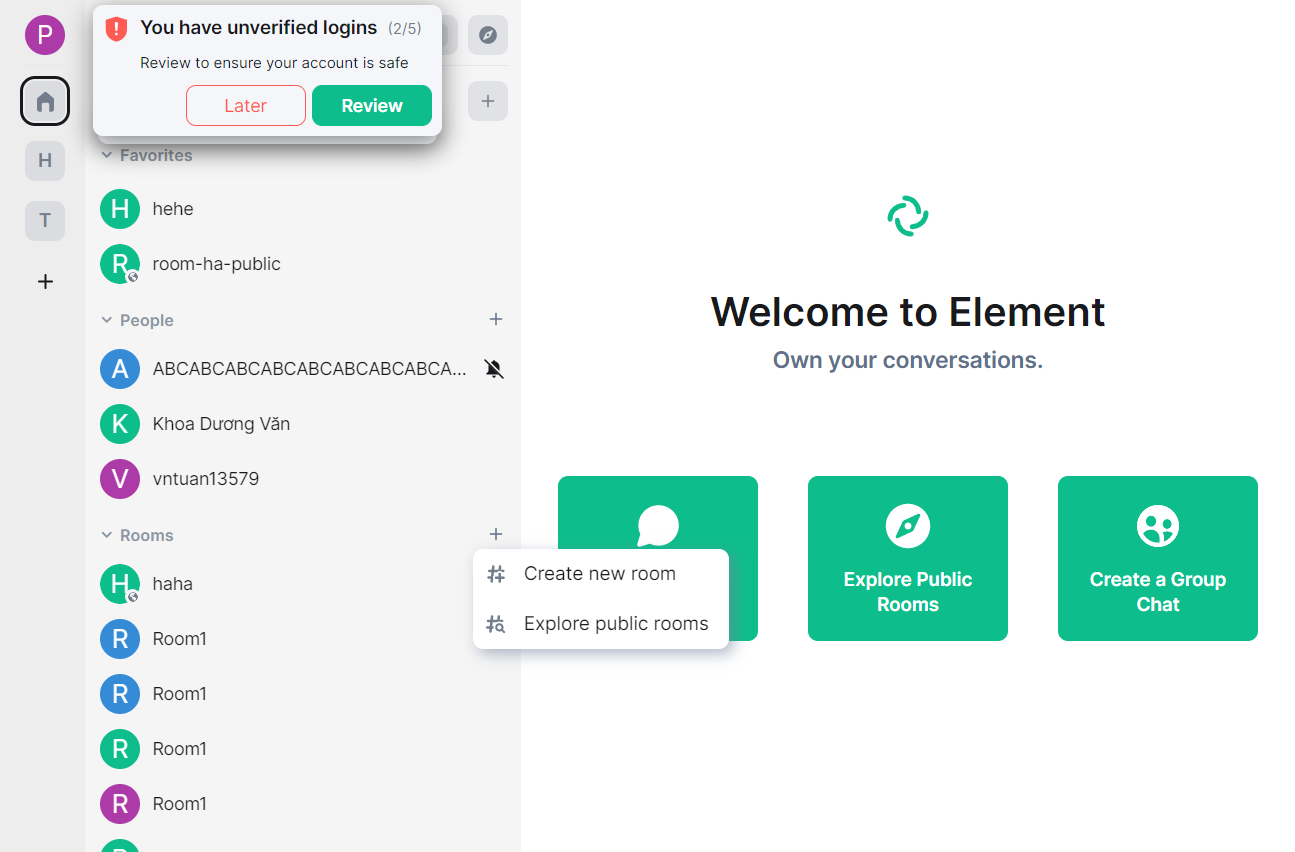 P
You have unverified logins (2/5)
Review to ensure your account is safe
Later
Review
H
T
Favorites
H hehe
R room-ha-public
People
A ABCABCABCABCABCABCABCABCA...
K Khoa Dương Văn
V vntuan13579
Rooms
H haha
R Room1
R Room1
R Room1
R Room1
Create new room
Explore public rooms
Welcome to Element
Own your conversations.
Explore Public
Rooms
Create a Group
Chat